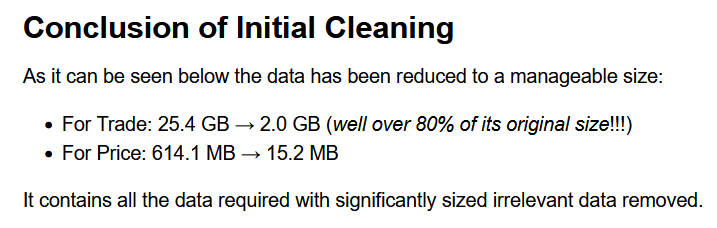 Conclusion of Initial Cleaning
As it can be seen below the data has been reduced to a manageable size:
• For Trade: 25.4 GB → 2.0 GB (well over 80% of its original size!!!)
• For Price: 614.1 MB → 15.2 MB
It contains all the data required with significantly sized irrelevant data removed.